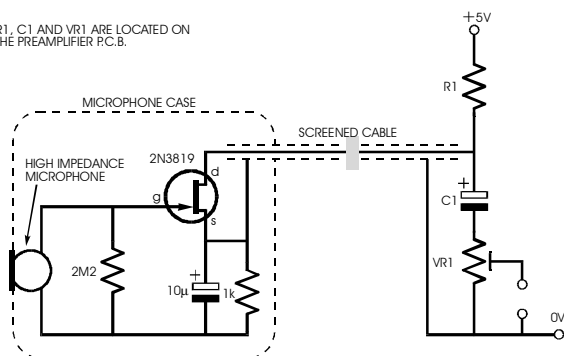 R1, C1 AND VR1 ARE LOCATED ON
THE PREAMPLIFIER P.C.B.
+5V
R1
MICROPHONE CASE
SCREENED CABLE
HIGH IMPEDANCE
MICROPHONE
2N3819
d
g
s
+
C1
2M2
+
10µ
1k
VR1
0V